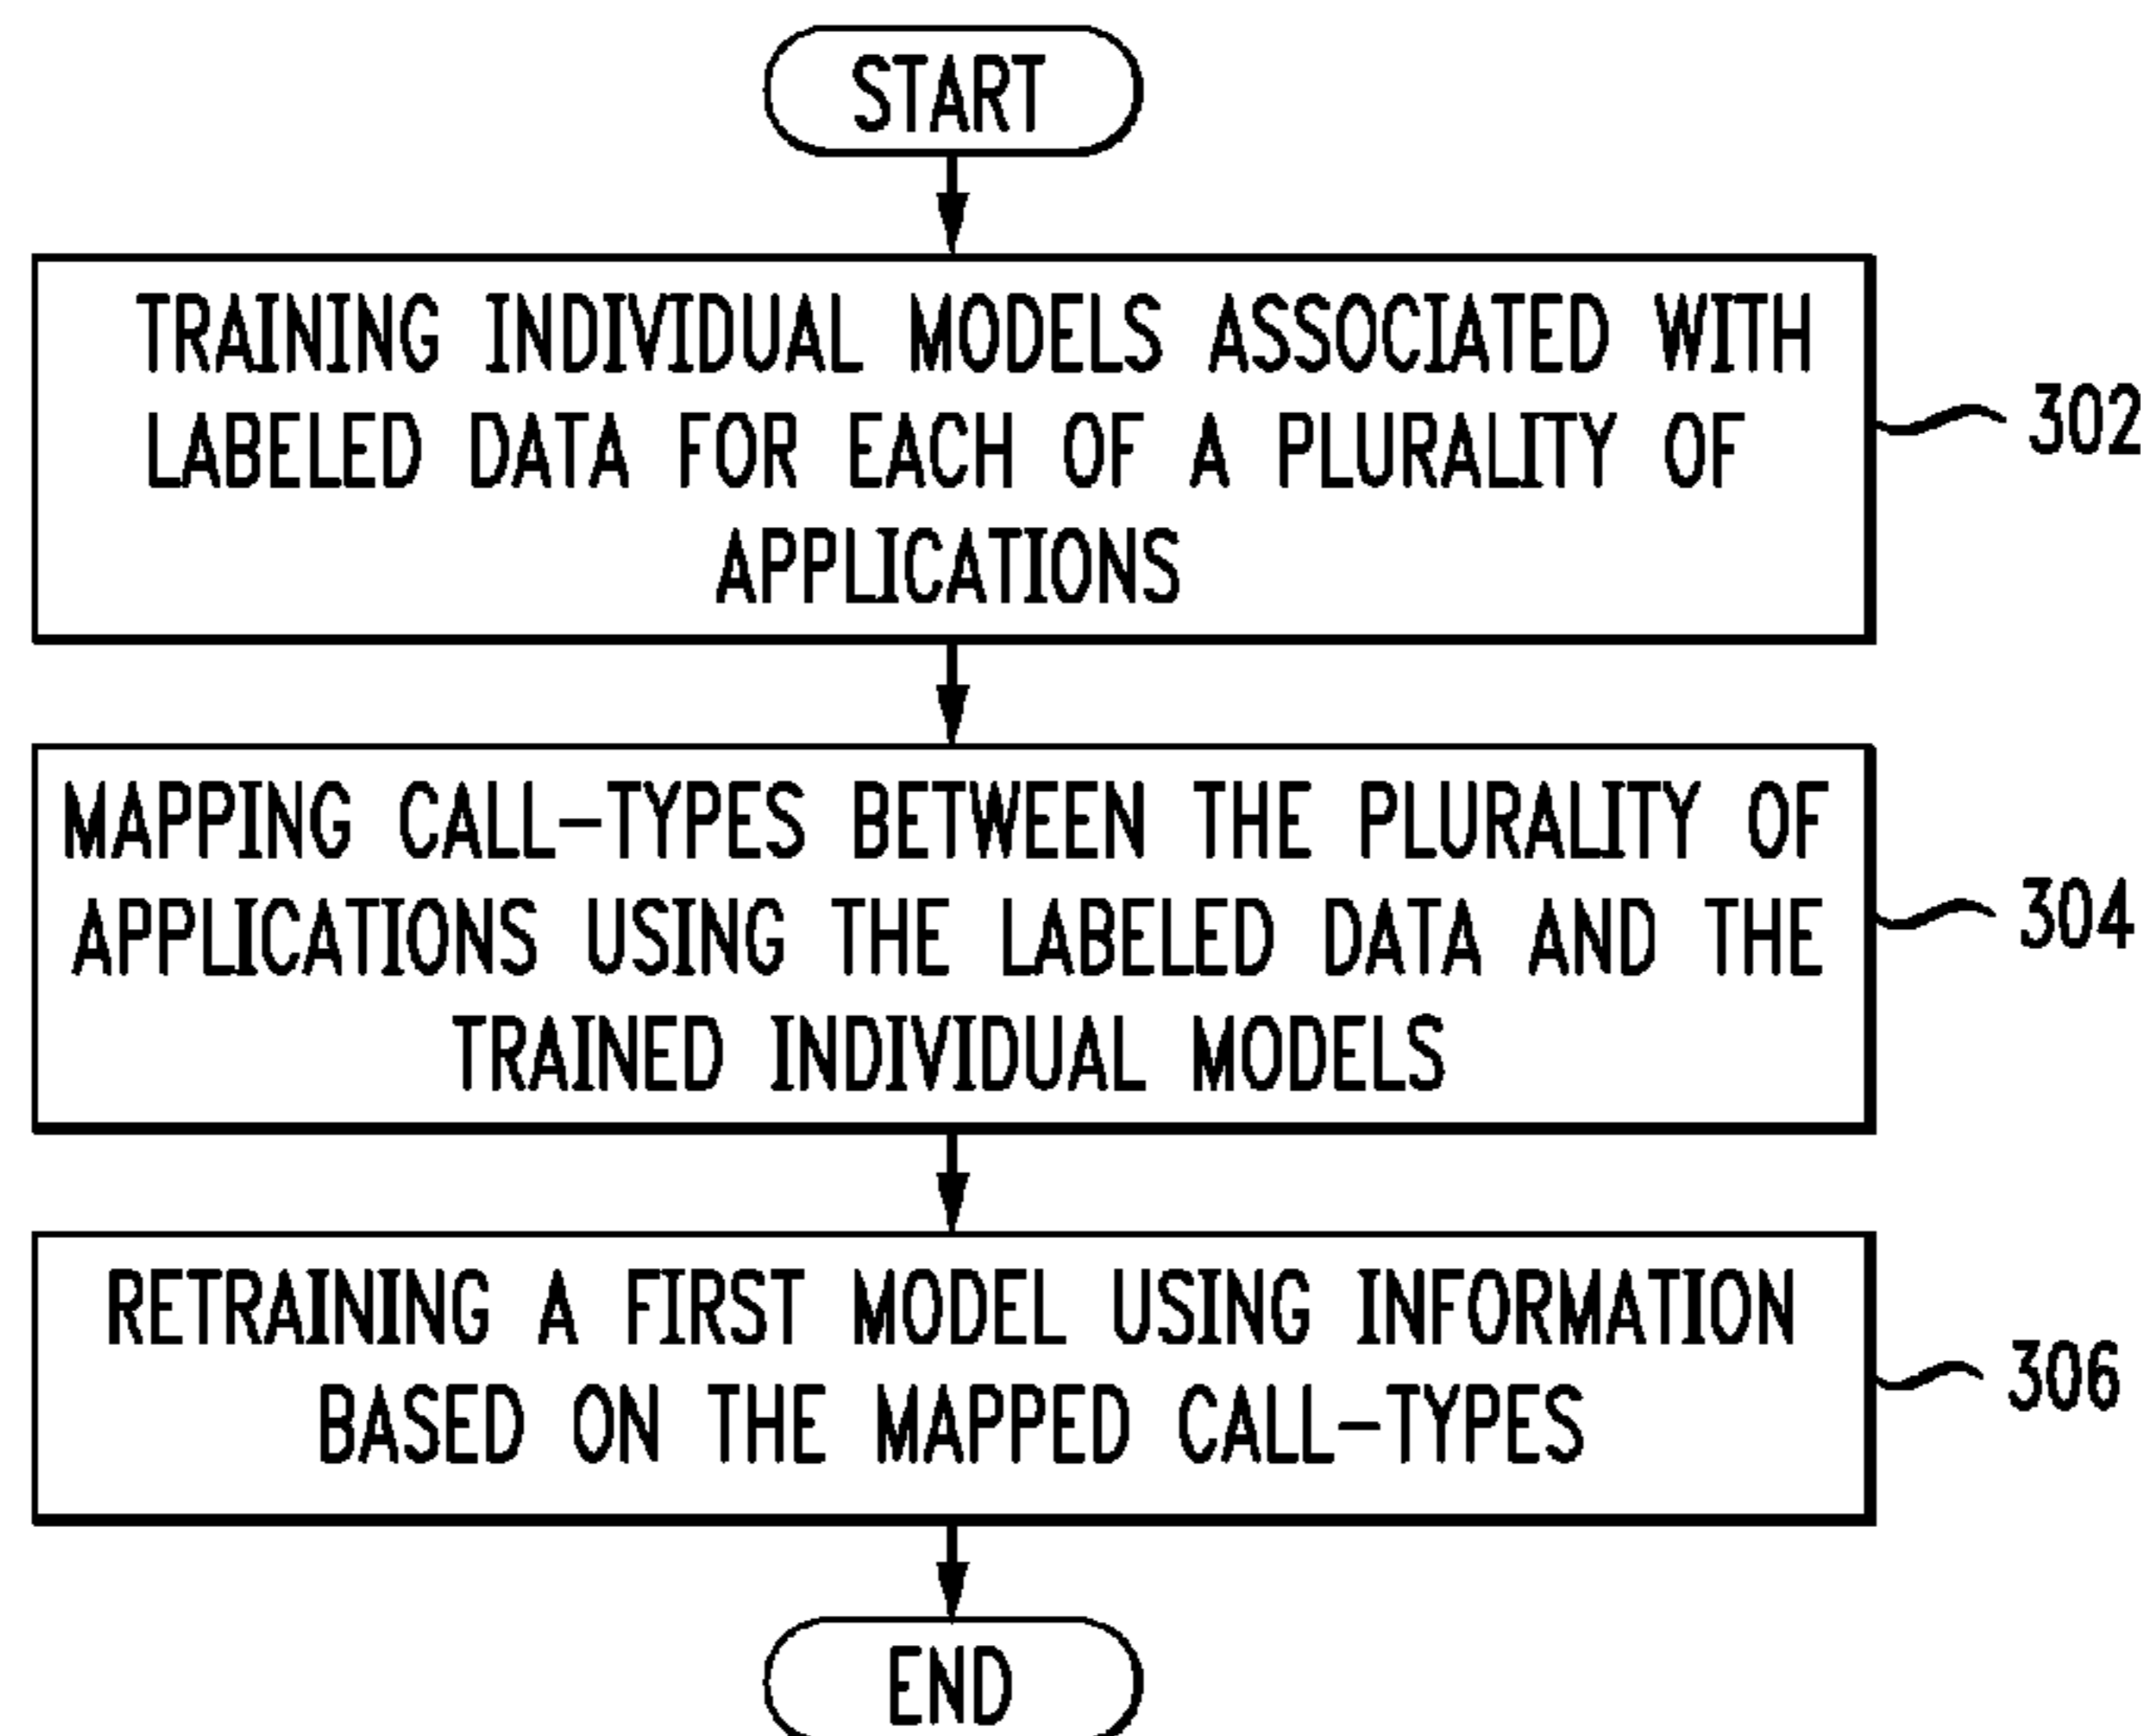 START
TRAINING INDIVIDUAL MODELS ASSOCIATED WITH
LABELED DATA FOR EACH OF A PLURALITY OF
APPLICATIONS
302
MAPPING CALL-TYPES BETWEEN THE PLURALITY OF
APPLICATIONS USING THE LABELED DATA AND THE
TRAINED INDIVIDUAL MODELS
304
RETRAINING A FIRST MODEL USING INFORMATION
BASED ON THE MAPPED CALL-TYPES
306
END